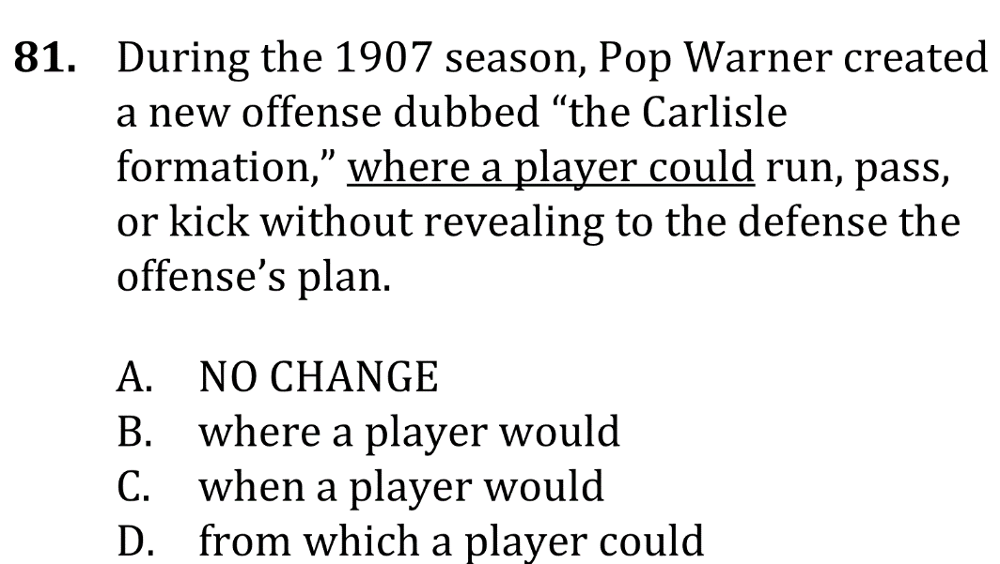 81. During the 1907 season, Pop Warner created
a new offense dubbed “the Carlisle
formation,” where a player could run, pass,
or kick without revealing to the defense the
offense’s plan.
A. NO CHANGE
B. where a player would
C. when a player would
D. from which a player could